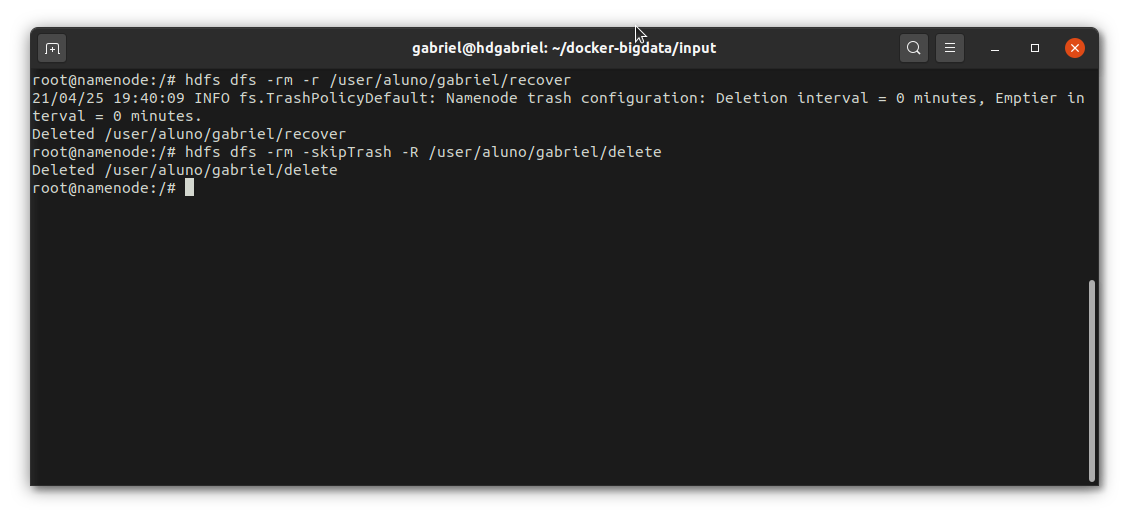 gabriel@hdgabriel: ~/docker-bigdata/input
root@namenode:/# hdfs dfs -rm -r /user/aluno/gabriel/recover
21/04/25 19:40:09 INFO fs.TrashPolicyDefault: Namenode trash configuration: Deletion interval = 0 minutes, Emptier in
terval = 0 minutes.
Deleted /user/aluno/gabriel/recover
root@namenode:/# hdfs dfs -rm -skipTrash -R /user/aluno/gabriel/delete
Deleted /user/aluno/gabriel/delete
root@namenode:/#